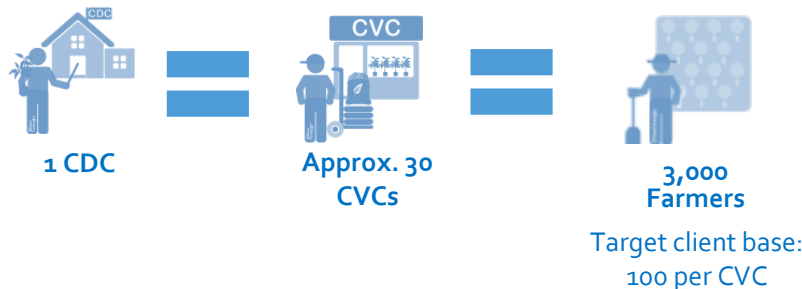 CDC
CVC
1 CDC
Approx. 30
CVCs
3,000
Farmers
Target client base:
100 per CVC